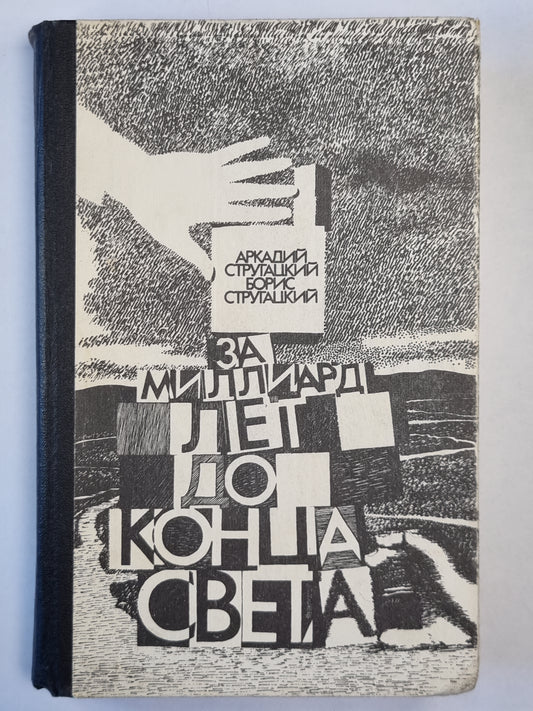 АРКАДИЙ
СТРУГАЦКИЙ
БОРИС
СТРУГАЦКИЙ
ЗА
МИЛЛИАРД
ЛЕТ
ДО
КОНЦА
СВЕТА